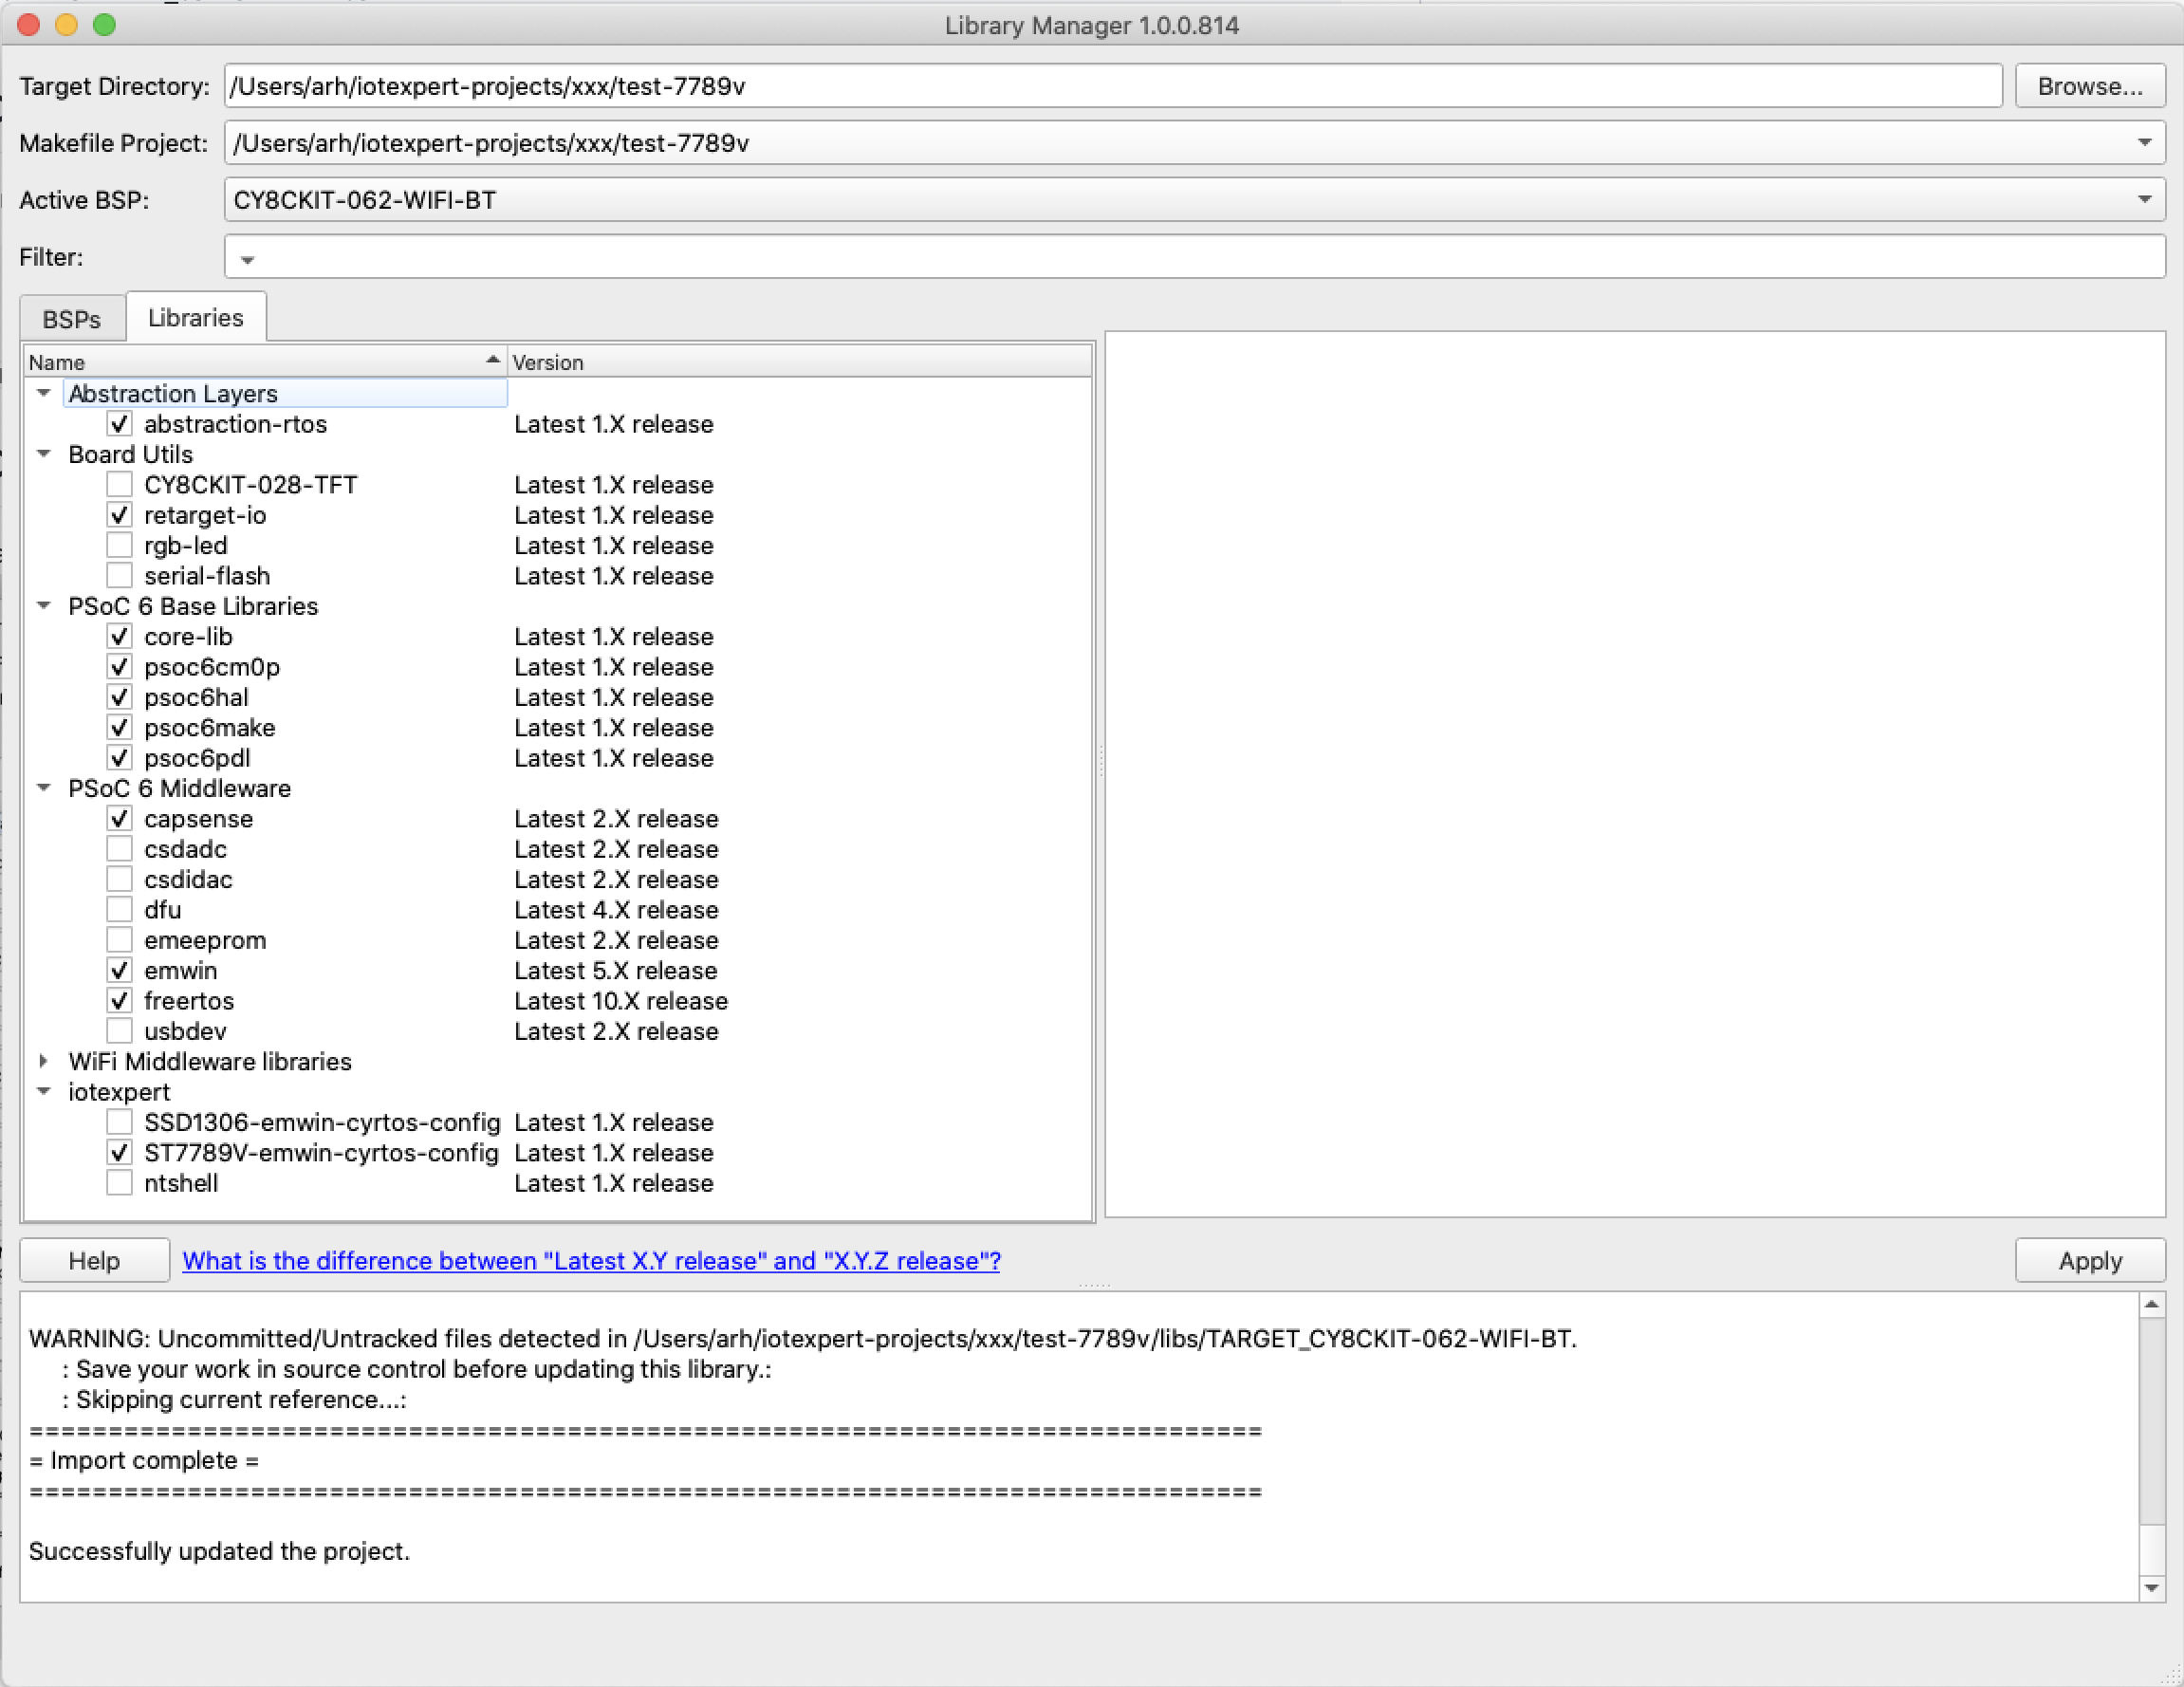 Library Manager 1.0.0.814
Target Directory: /Users/arh/iotexpert-projects/xxx/test-7789v Browse...
Makefile Project: /Users/arh/iotexpert-projects/xxx/test-7789v
Active BSP: CY8CKIT-062-WIFI-BT
Filter:
BSPs Libraries
Name Version
Abstraction Layers
abstraction-rtos Latest 1.X release
Board Utils
CY8CKIT-028-TFT Latest 1.X release
retarget-io Latest 1.X release
rgb-led Latest 1.X release
serial-flash Latest 1.X release
PSoC 6 Base Libraries
core-lib Latest 1.X release
psoc6cm0p Latest 1.X release
psoc6hal Latest 1.X release
psoc6make Latest 1.X release
psoc6pdl Latest 1.X release
PSoC 6 Middleware
capsense Latest 2.X release
csdadc Latest 2.X release
csdidac Latest 2.X release
dfu Latest 4.X release
emeeprom Latest 2.X release
emwin Latest 5.X release
freertos Latest 10.X release
usbdev Latest 2.X release
WiFi Middleware libraries
iotexpert
SSD1306-emwin-cyrtos-config Latest 1.X release
ST7789V-emwin-cyrtos-config Latest 1.X release
ntshell Latest 1.X release
Help What is the difference between "Latest X.Y release" and "X.Y.Z release"? Apply
WARNING: Uncommitted/Untracked files detected in /Users/arh/iotexpert-projects/xxx/test-7789v/libs/TARGET_CY8CKIT-062-WIFI-BT.
: Save your work in source control before updating this library.:
: Skipping current reference...:
==============================================================================
= Import complete =
==============================================================================
Successfully updated the project.